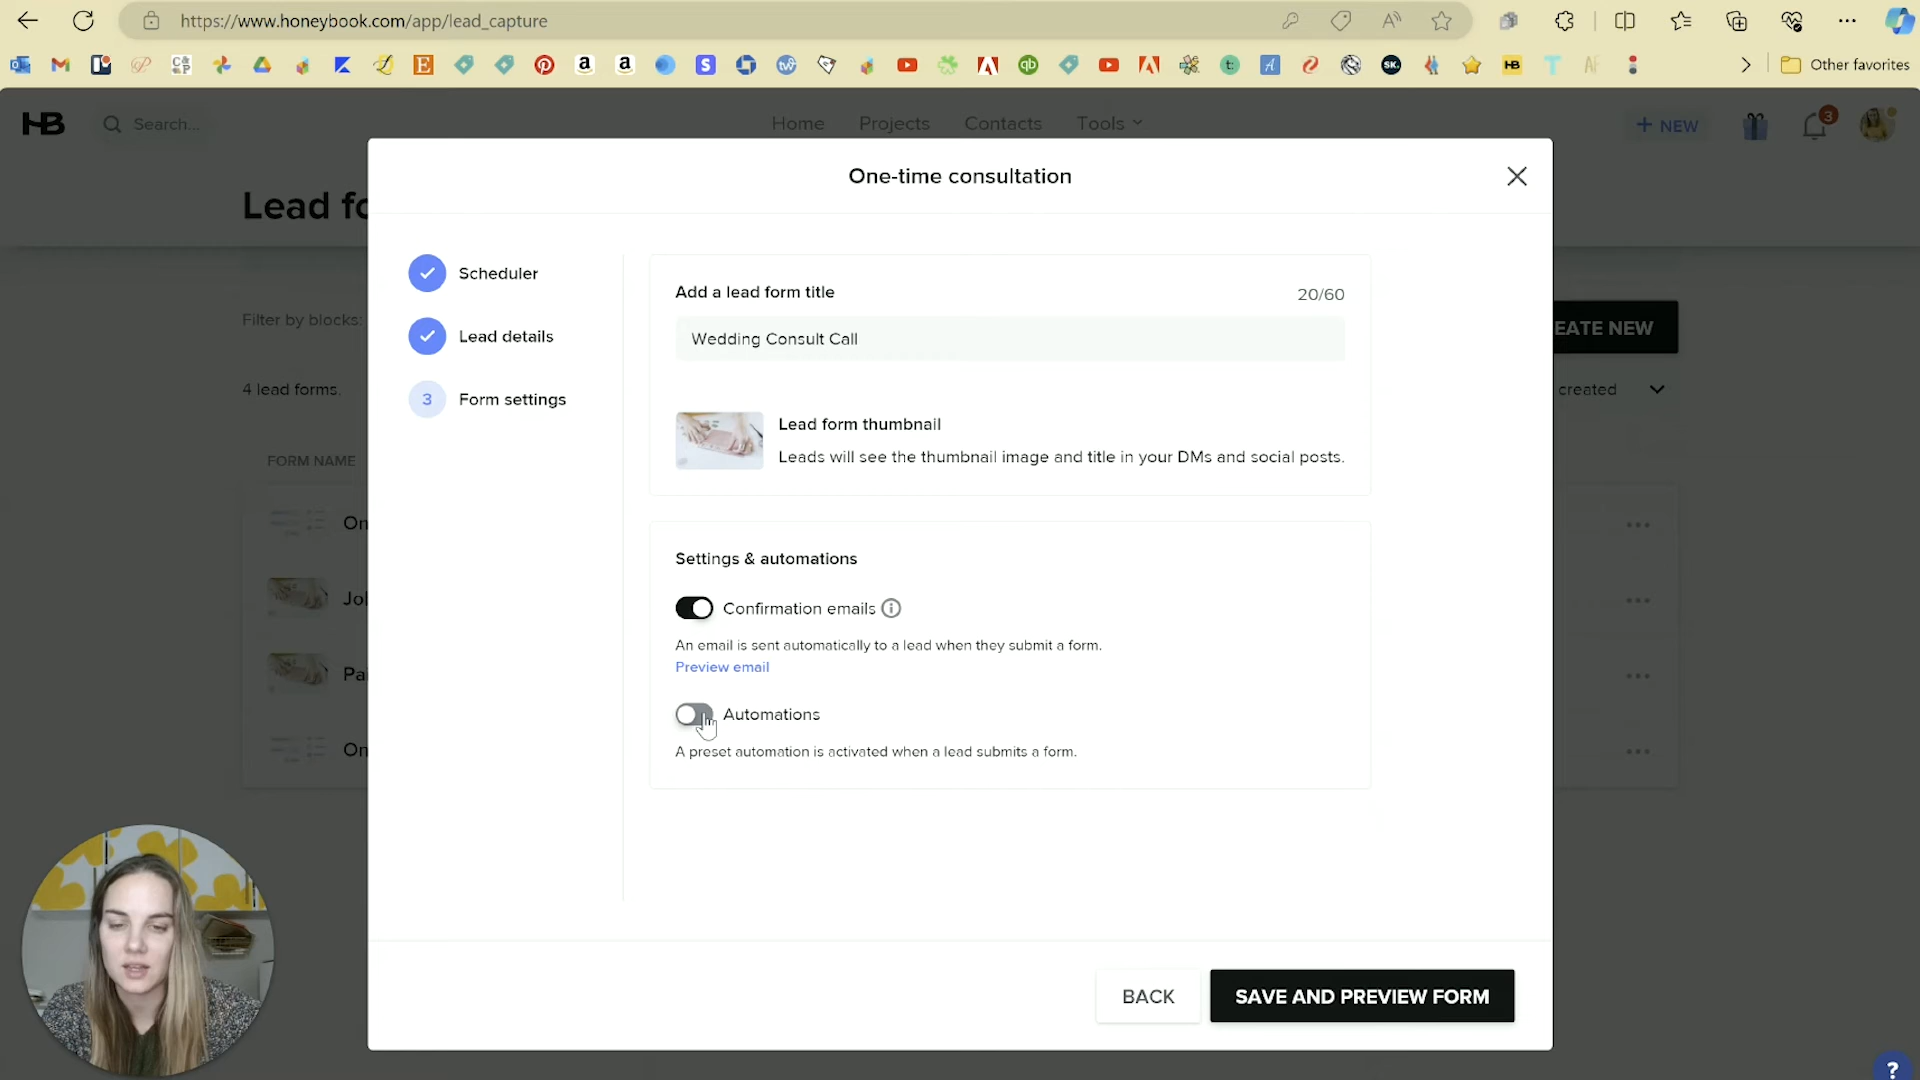 https://www.honeybook.com/app/lead_capture
Other favorites
HB
Search...
Home
Projects
Contacts
Tools
+ NEW
3
Lead fo
One-time consultation
Scheduler
Lead details
3
Form settings
Add a lead form title
20/60
Wedding Consult Call
Lead form thumbnail
Leads will see the thumbnail image and title in your DMs and social posts.
Settings & automations
Confirmation emails
An email is sent automatically to a lead when they submit a form.
Preview email
Automations
A preset automation is activated when a lead submits a form.
BACK
SAVE AND PREVIEW FORM
Filter by blocks:
EATE NEW
4 lead forms.
created
FORM NAME
On
Jol
Pai
On
?